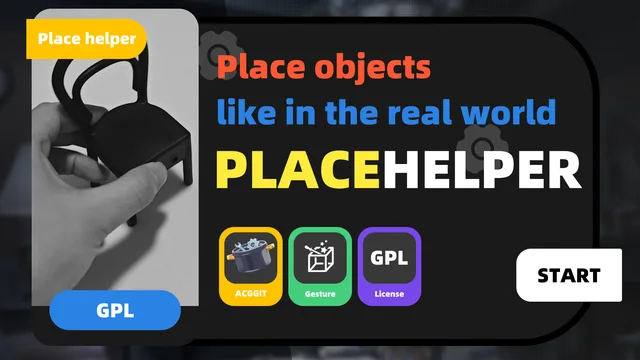 Place helper
Place objects
like in the real world
PLACEHELPER
GPL
ACGGIT
Gesture
License
START
GPL